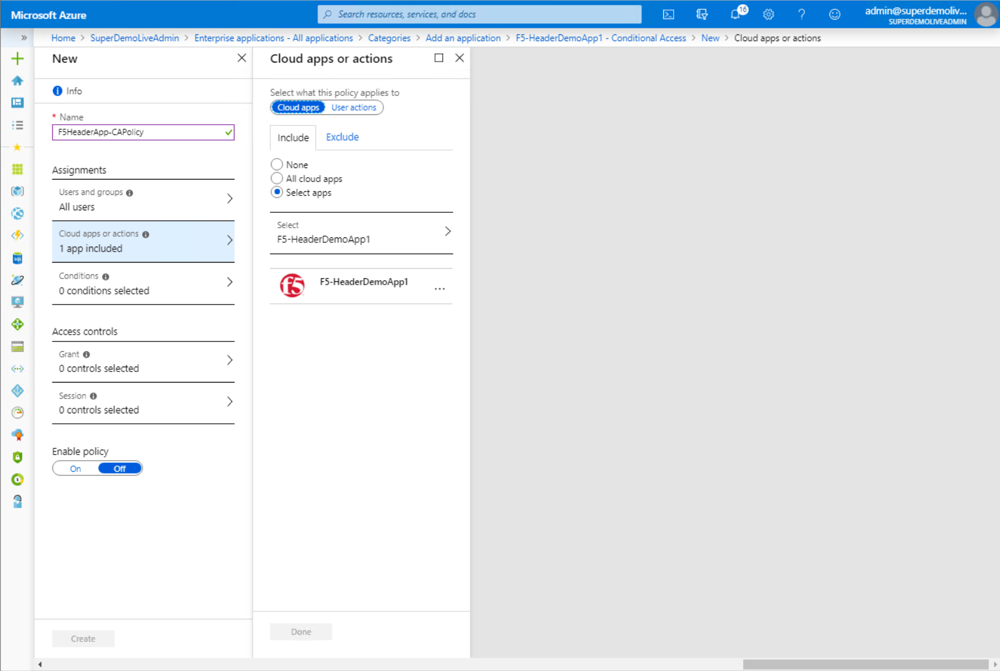 Microsoft Azure
Search resources, services, and docs
16
admin@superdemoliv...
SUPERDEMOLIVEADMIN
Home > SuperDemoLiveAdmin > Enterprise applications - All applications > Categories > Add an application > F5-HeaderDemoApp1 - Conditional Access > New > Cloud apps or actions
New
Info
* Name
F5HeaderApp-CAPolicy
Assignments
Users and groups
All users
Cloud apps or actions
1 app included
Conditions
0 conditions selected
Access controls
Grant
0 controls selected
Session
0 controls selected
Enable policy
On Off
Create
Cloud apps or actions
Select what this policy applies to
Cloud apps User actions
Include Exclude
None
All cloud apps
Select apps
Select
F5-HeaderDemoApp1
f5
F5-HeaderDemoApp1
...
Done
SQL